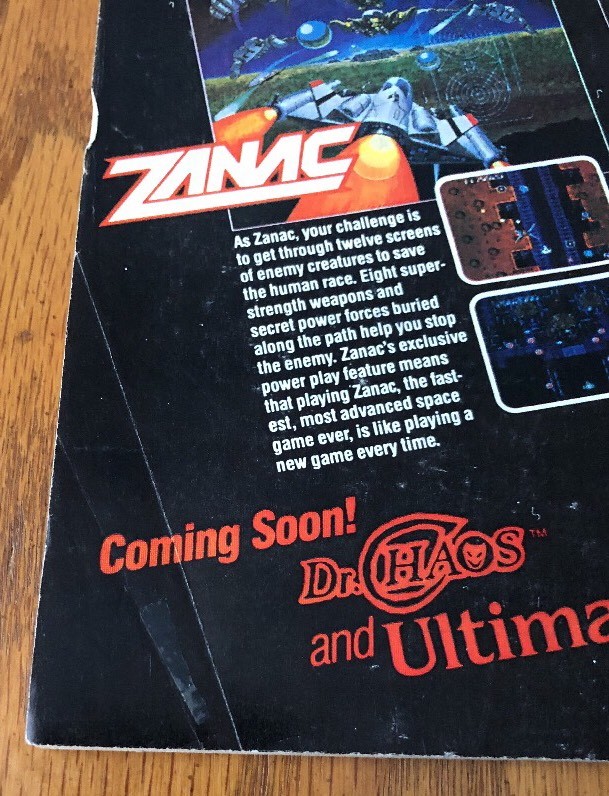 ZANAC
As Zanac, your challenge is
to get through twelve screens
of enemy creatures to save
the human race. Eight super-
strength weapons and
secret power forces buried
along the path help you stop
the enemy. Zanac's exclusive
power play feature means
that playing Zanac, the fast-
est, most advanced space
game ever, is like playing a
new game every time.
Coming Soon!
Dr. CHAOS™
and Ultima